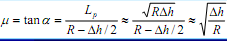 μ = tan α = L_p / (R − Δh / 2) ≈ √(RΔh) / (R − Δh / 2) ≈ √(Δh / R)